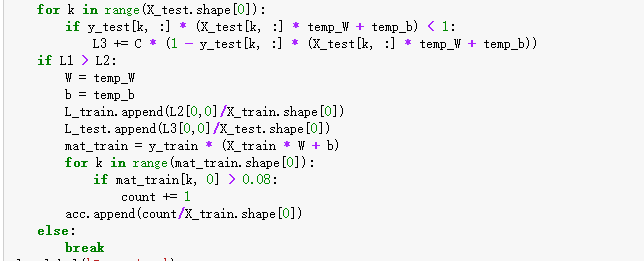 for k in range(X_test.shape[0]):
if y_test[k, :] * (X_test[k, :] * temp_W + temp_b) < 1:
L3 += C * (1 - y_test[k, :] * (X_test[k, :] * temp_W + temp_b))
if L1 > L2:
W = temp_W
b = temp_b
L_train.append(L2[0,0]/X_train.shape[0])
L_test.append(L3[0,0]/X_test.shape[0])
mat_train = y_train * (X_train * W + b)
for k in range(mat_train.shape[0]):
if mat_train[k, 0] > 0.08:
count += 1
acc.append(count/X_train.shape[0])
else:
break